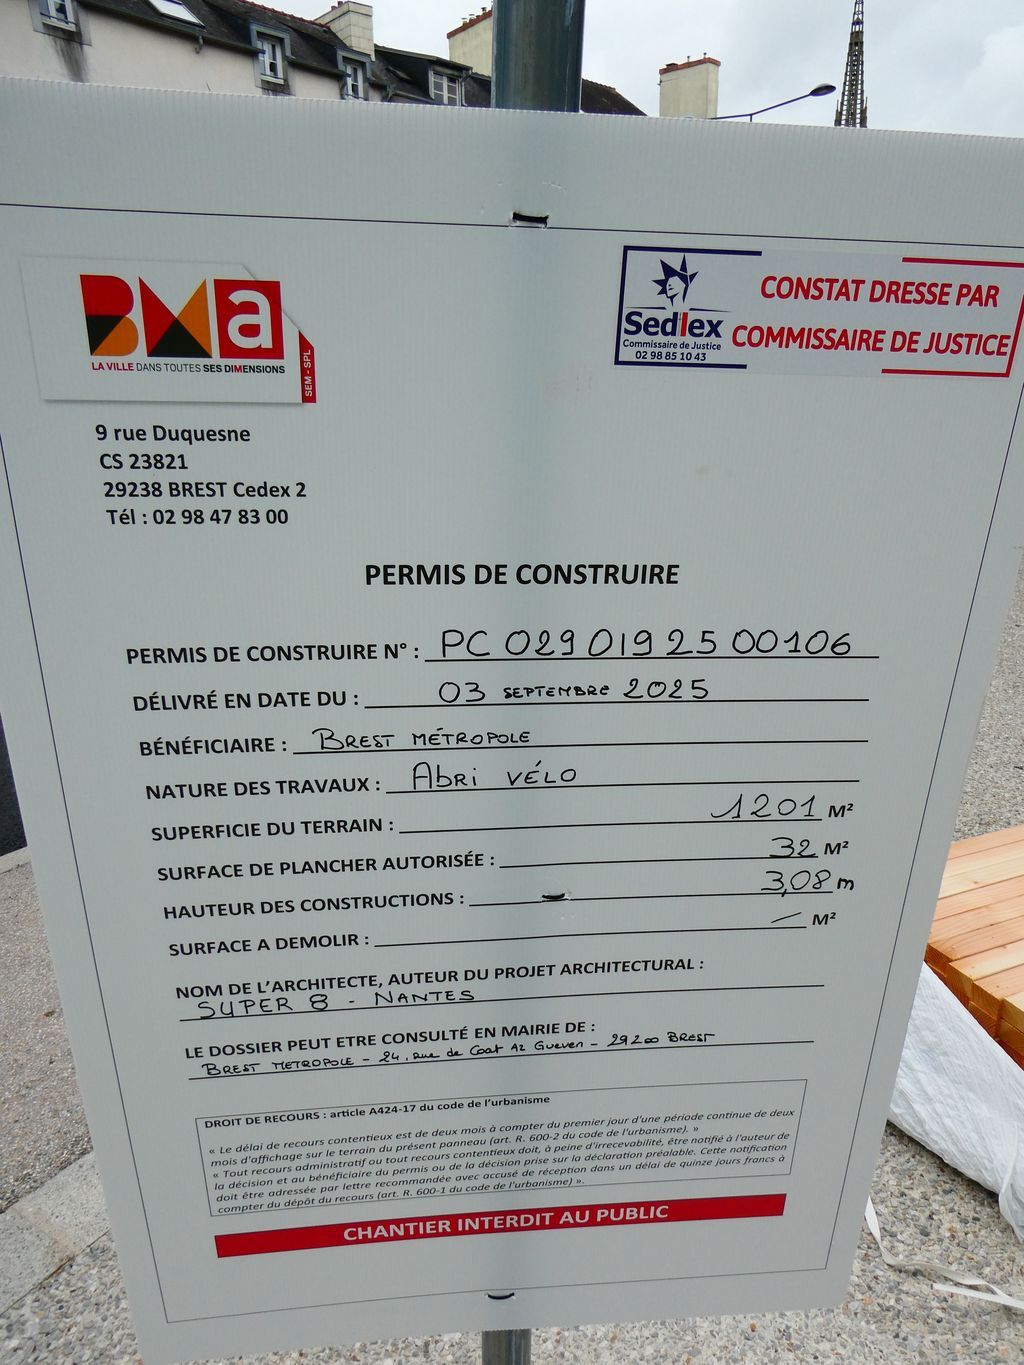 BMa
LA VILLE DANS TOUTES SES DIMENSIONS
SEM - SPL
Sedlex
Commissaire de Justice
02 98 85 10 43
CONSTAT DRESSE PAR
COMMISSAIRE DE JUSTICE
9 rue Duquesne
CS 23821
29238 BREST Cedex 2
Tél : 02 98 47 83 00
PERMIS DE CONSTRUIRE
PERMIS DE CONSTRUIRE N° : PC 029 019 25 00106
DÉLIVRÉ EN DATE DU : 03 SEPTEMBRE 2025
BÉNÉFICIAIRE : BREST MÉTROPOLE
NATURE DES TRAVAUX : Abri VÉLO
SUPERFICIE DU TERRAIN : 1201 M²
SURFACE DE PLANCHER AUTORISÉE : 32 M²
HAUTEUR DES CONSTRUCTIONS : 3,08 m
SURFACE A DEMOLIR : — M²
NOM DE L'ARCHITECTE, AUTEUR DU PROJET ARCHITECTURAL :
SUPER 8 - NANTES
LE DOSSIER PEUT ETRE CONSULTÉ EN MAIRIE DE :
BREST METROPOLE - 24, rue de Coat Az Gueven - 29200 BREST
DROIT DE RECOURS : article A424-17 du code de l'urbanisme
« Le délai de recours contentieux est de deux mois à compter du premier jour d'une période continue de deux
mois d'affichage sur le terrain du présent panneau (art. R. 600-2 du code de l'urbanisme). »
« Tout recours administratif ou tout recours contentieux doit, à peine d'irrecevabilité, être notifié à l'auteur de
la décision et au bénéficiaire du permis ou de la décision prise sur la déclaration préalable. Cette notification
doit être adressée par lettre recommandée avec accusé de réception dans un délai de quinze jours francs à
compter du dépôt du recours (art. R. 600-1 du code de l'urbanisme) ».
CHANTIER INTERDIT AU PUBLIC